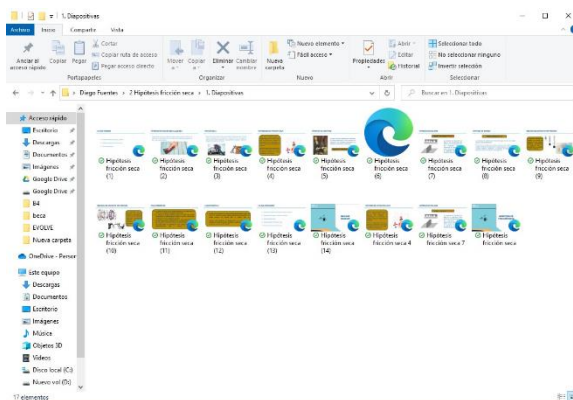 1. Diapositivas
Archivo Inicio Compartir Vista
Anclar al acceso rápido
Copiar
Pegar
Cortar
Copiar ruta de acceso
Pegar acceso directo
Mover a
Copiar a
Eliminar
Cambiar nombre
Nueva carpeta
Nuevo elemento
Fácil acceso
Propiedades
Abrir
Editar
Historial
Seleccionar todo
No seleccionar ninguno
Invertir selección
Portapapeles Organizar Nuevo Abrir Seleccionar
Diego Fuentes > 2 Hipótesis fricción seca > 1. Diapositivas
Buscar en 1. Diapositivas
Acceso rápido
Escritorio
Descargas
Documentos
Imágenes
Google Drive
Google Drive
B4
beca
EVOLVE
Nueva carpeta
OneDrive - Person
Este equipo
Descargas
Documentos
Escritorio
Imágenes
Música
Objetos 3D
Vídeos
Disco local (C:)
Nuevo vol (D:)
Hipótesis fricción seca (1)
Hipótesis fricción seca (2)
Hipótesis fricción seca (3)
Hipótesis fricción seca (4)
Hipótesis fricción seca (5)
Hipótesis fricción seca (6)
Hipótesis fricción seca (7)
Hipótesis fricción seca (8)
Hipótesis fricción seca (9)
Hipótesis fricción seca (10)
Hipótesis fricción seca (11)
Hipótesis fricción seca (12)
Hipótesis fricción seca (13)
Hipótesis fricción seca (14)
Hipótesis fricción seca 4
Hipótesis fricción seca 7
Hipótesis fricción seca
17 elementos